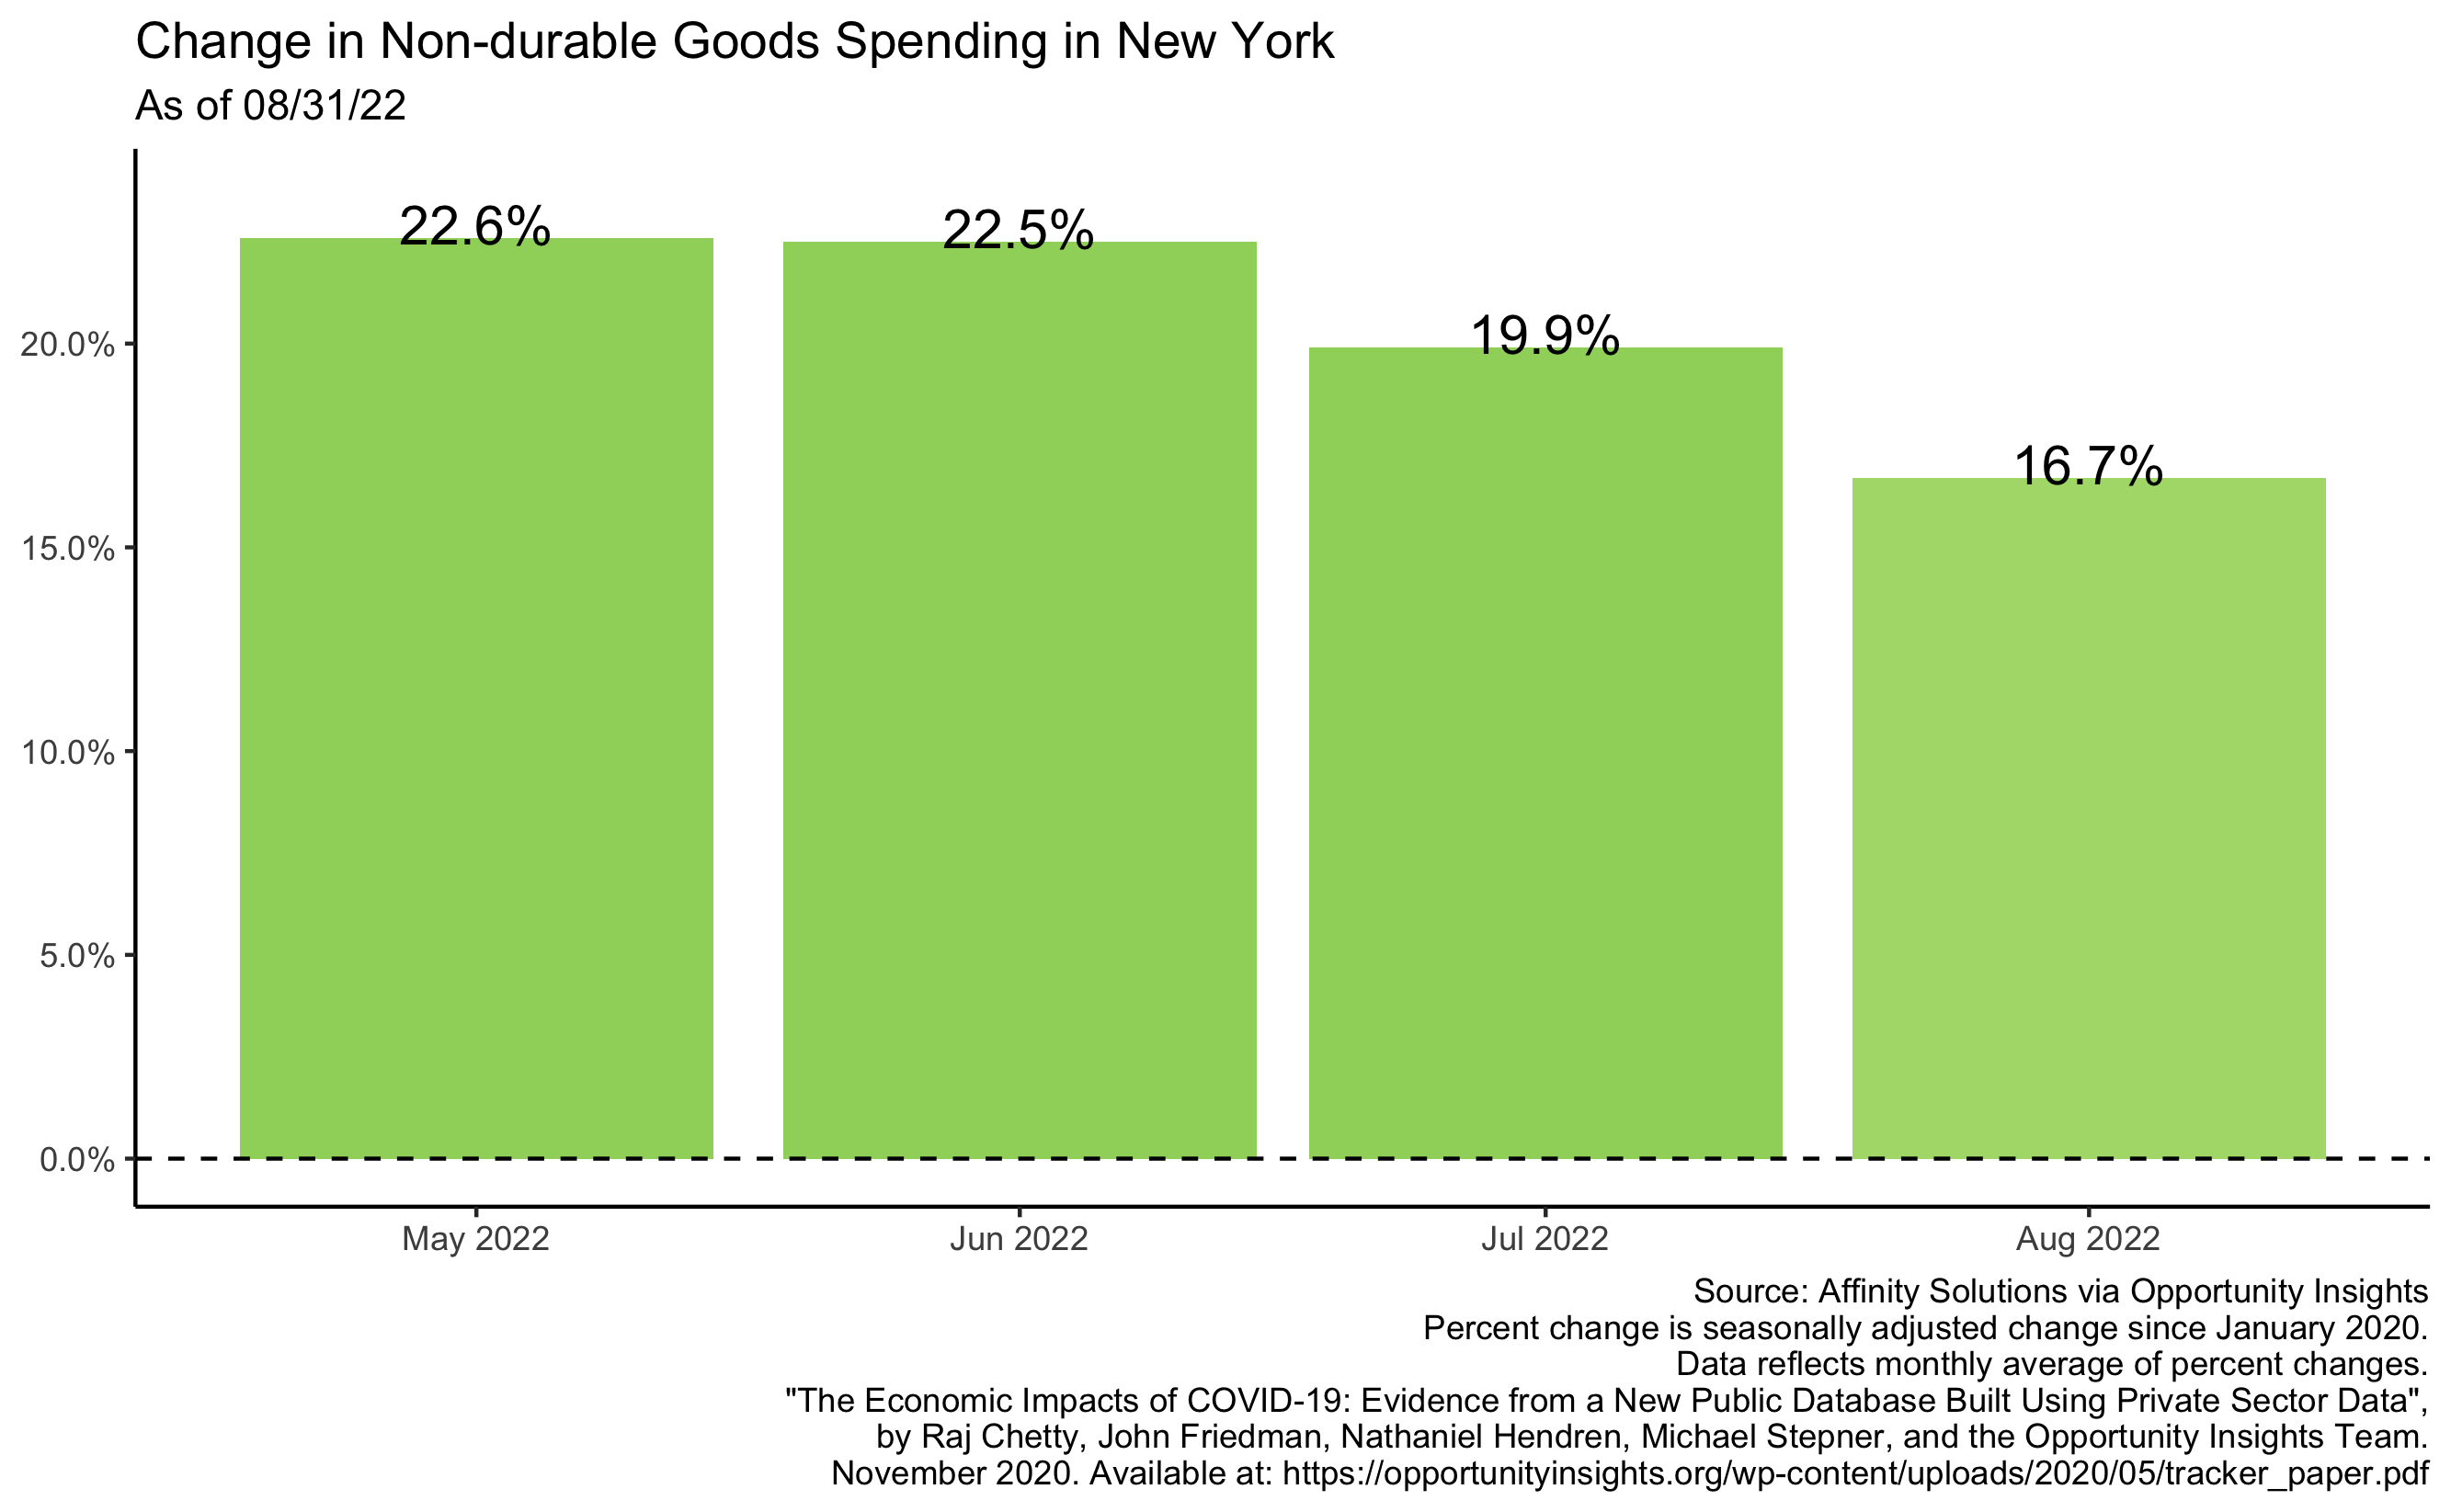 Change in Non-durable Goods Spending in New York
As of 08/31/22
22.6%
22.5%
19.9%
16.7%
20.0%
15.0%
10.0%
5.0%
0.0%
May 2022
Jun 2022
Jul 2022
Aug 2022
Source: Affinity Solutions via Opportunity Insights
Percent change is seasonally adjusted change since January 2020.
Data reflects monthly average of percent changes.
"The Economic Impacts of COVID-19: Evidence from a New Public Database Built Using Private Sector Data",
by Raj Chetty, John Friedman, Nathaniel Hendren, Michael Stepner, and the Opportunity Insights Team.
November 2020. Available at: https://opportunityinsights.org/wp-content/uploads/2020/05/tracker_paper.pdf